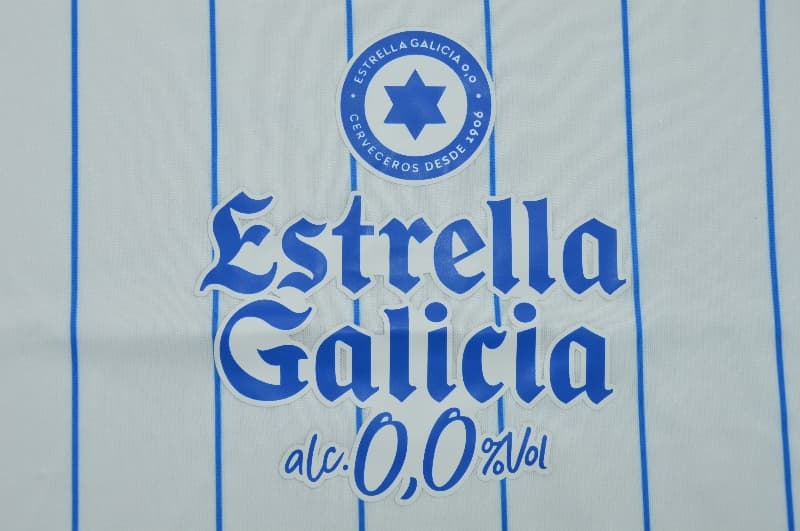 ESTRELLA GALICIA 0,0
CERVECEROS DESDE 1906
Estrella
Galicia
alc. 0,0 %Vol